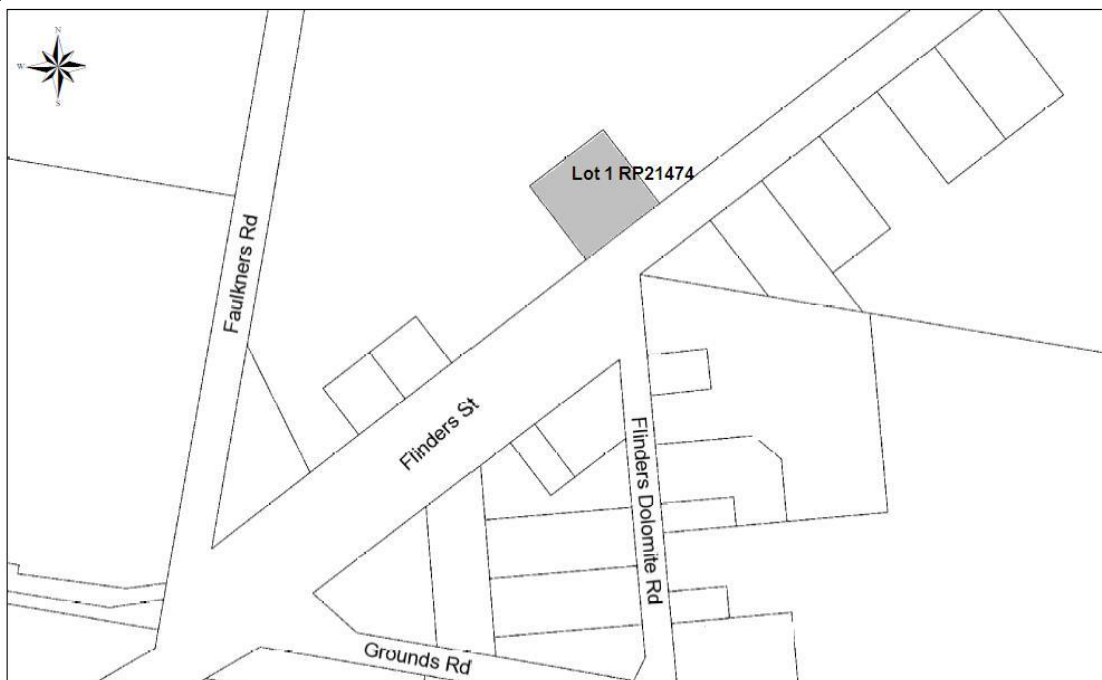 N
W
S
Lot 1 RP21474
Faulkners Rd
Flinders St
Flinders Dolomite Rd
Grounds Rd